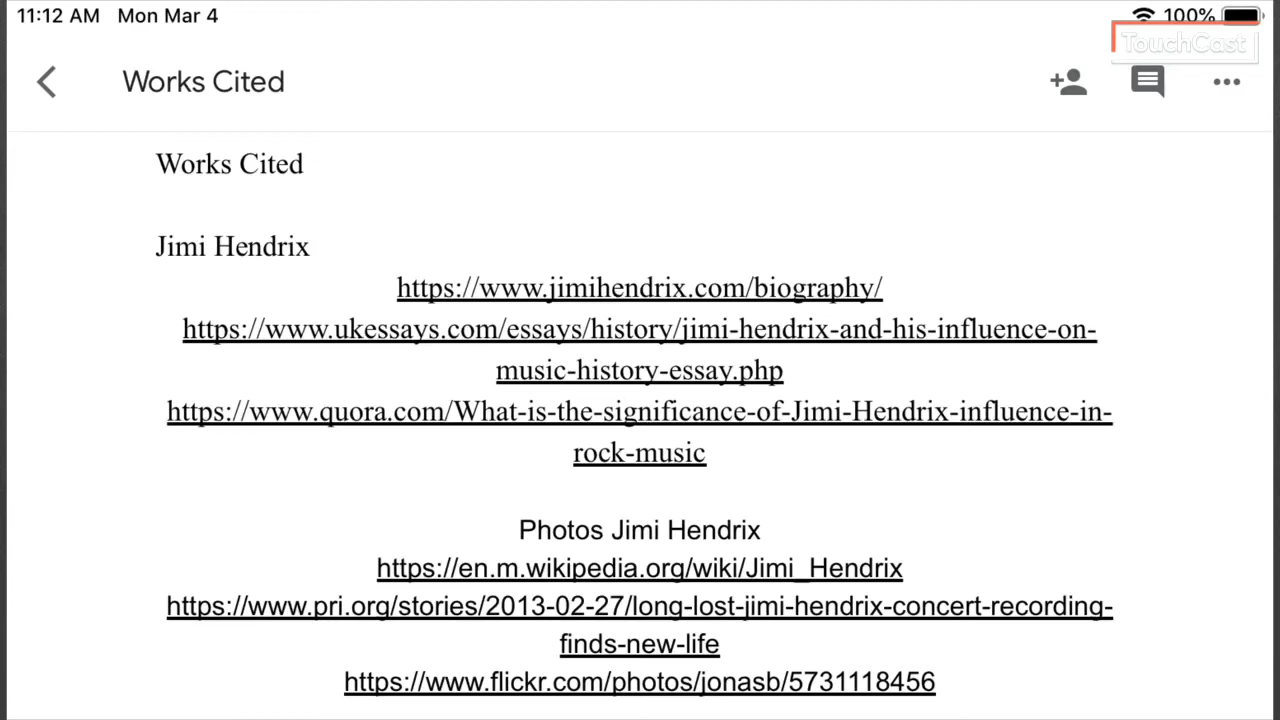 11:12 AM Mon Mar 4
100%
TouchCast
Works Cited
Works Cited
Jimi Hendrix
https://www.jimihendrix.com/biography/
https://www.ukessays.com/essays/history/jimi-hendrix-and-his-influence-on-
music-history-essay.php
https://www.quora.com/What-is-the-significance-of-Jimi-Hendrix-influence-in-
rock-music
Photos Jimi Hendrix
https://en.m.wikipedia.org/wiki/Jimi_Hendrix
https://www.pri.org/stories/2013-02-27/long-lost-jimi-hendrix-concert-recording-
finds-new-life
https://www.flickr.com/photos/jonasb/5731118456